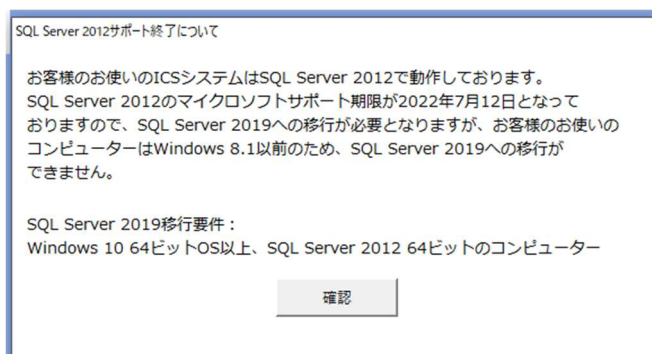 SQL Server 2012サポート終了について
お客様のお使いのICSシステムはSQL Server 2012で動作しております。
SQL Server 2012のマイクロソフトサポート期限が2022年7月12日となって
おりますので、SQL Server 2019への移行が必要となりますが、お客様のお使いの
コンピューターはWindows 8.1以前のため、SQL Server 2019への移行が
できません。
SQL Server 2019移行要件：
Windows 10 64ビットOS以上、SQL Server 2012 64ビットのコンピューター
確認